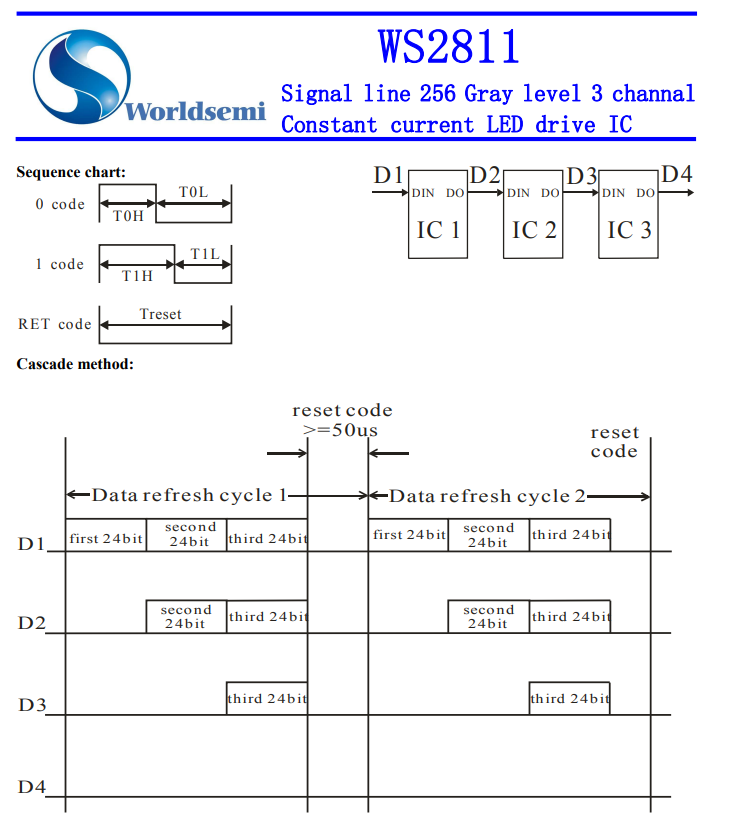 WS2811
Worldsemi
Signal line 256 Gray level 3 channal
Constant current LED drive IC
Sequence chart:
0 code
T0H
T0L
1 code
T1H
T1L
RET code
Treset
D1
D2
D3
D4
DIN DO
DIN DO
DIN DO
IC 1
IC 2
IC 3
Cascade method:
reset code
>=50us
reset
code
Data refresh cycle 1
Data refresh cycle 2
D1
first 24bit
second
24bit
third 24bit
first 24bit
second
24bit
third 24bit
D2
second
24bit
third 24bit
second
24bit
third 24bit
D3
third 24bit
third 24bit
D4